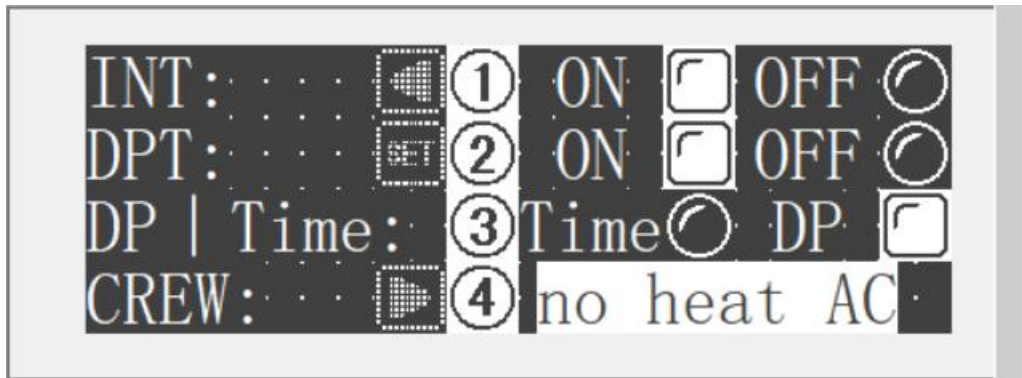 INT: ① ON OFF
DPT: SET ② ON OFF
DP | Time: ③ Time DP
CREW: ④ no heat AC